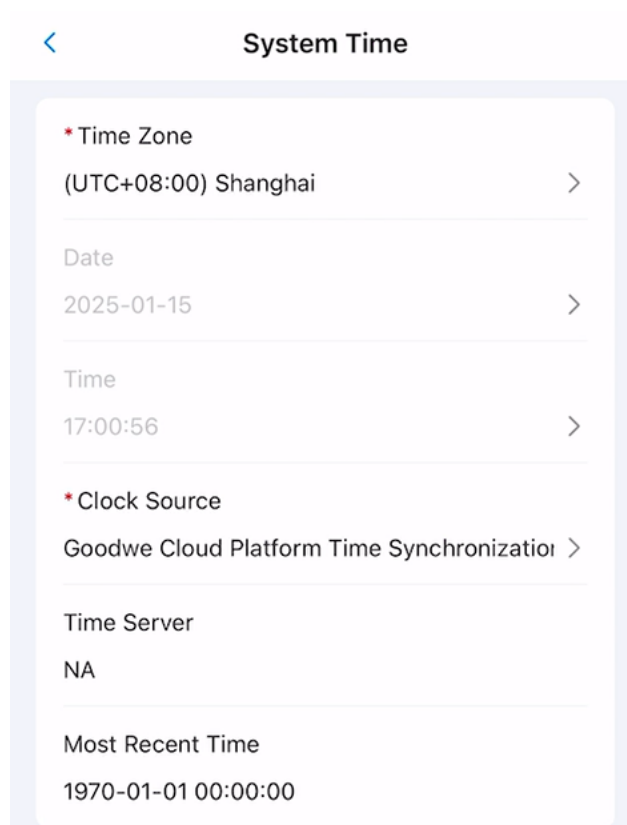 System Time
* Time Zone
(UTC+08:00) Shanghai
Date
2025-01-15
Time
17:00:56
* Clock Source
Goodwe Cloud Platform Time Synchronization
Time Server
NA
Most Recent Time
1970-01-01 00:00:00